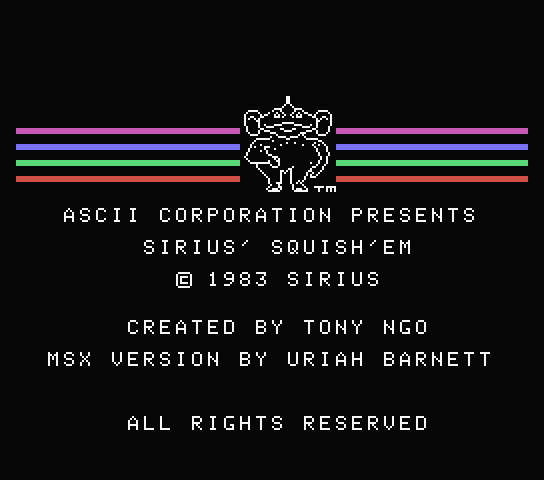 TM
ASCII CORPORATION PRESENTS
SIRIUS' SQUISH'EM
© 1983 SIRIUS
CREATED BY TONY NGO
MSX VERSION BY URIAH BARNETT
ALL RIGHTS RESERVED